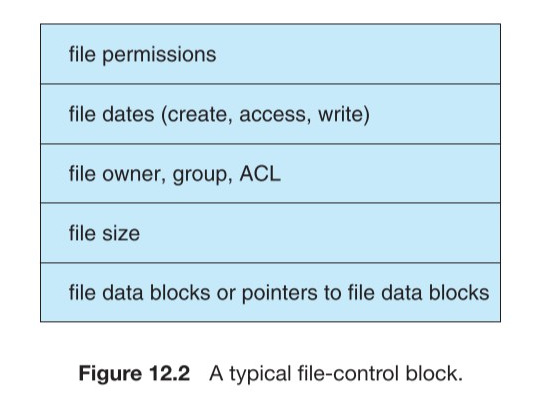 file permissions
file dates (create, access, write)
file owner, group, ACL
file size
file data blocks or pointers to file data blocks
Figure 12.2 A typical file-control block.